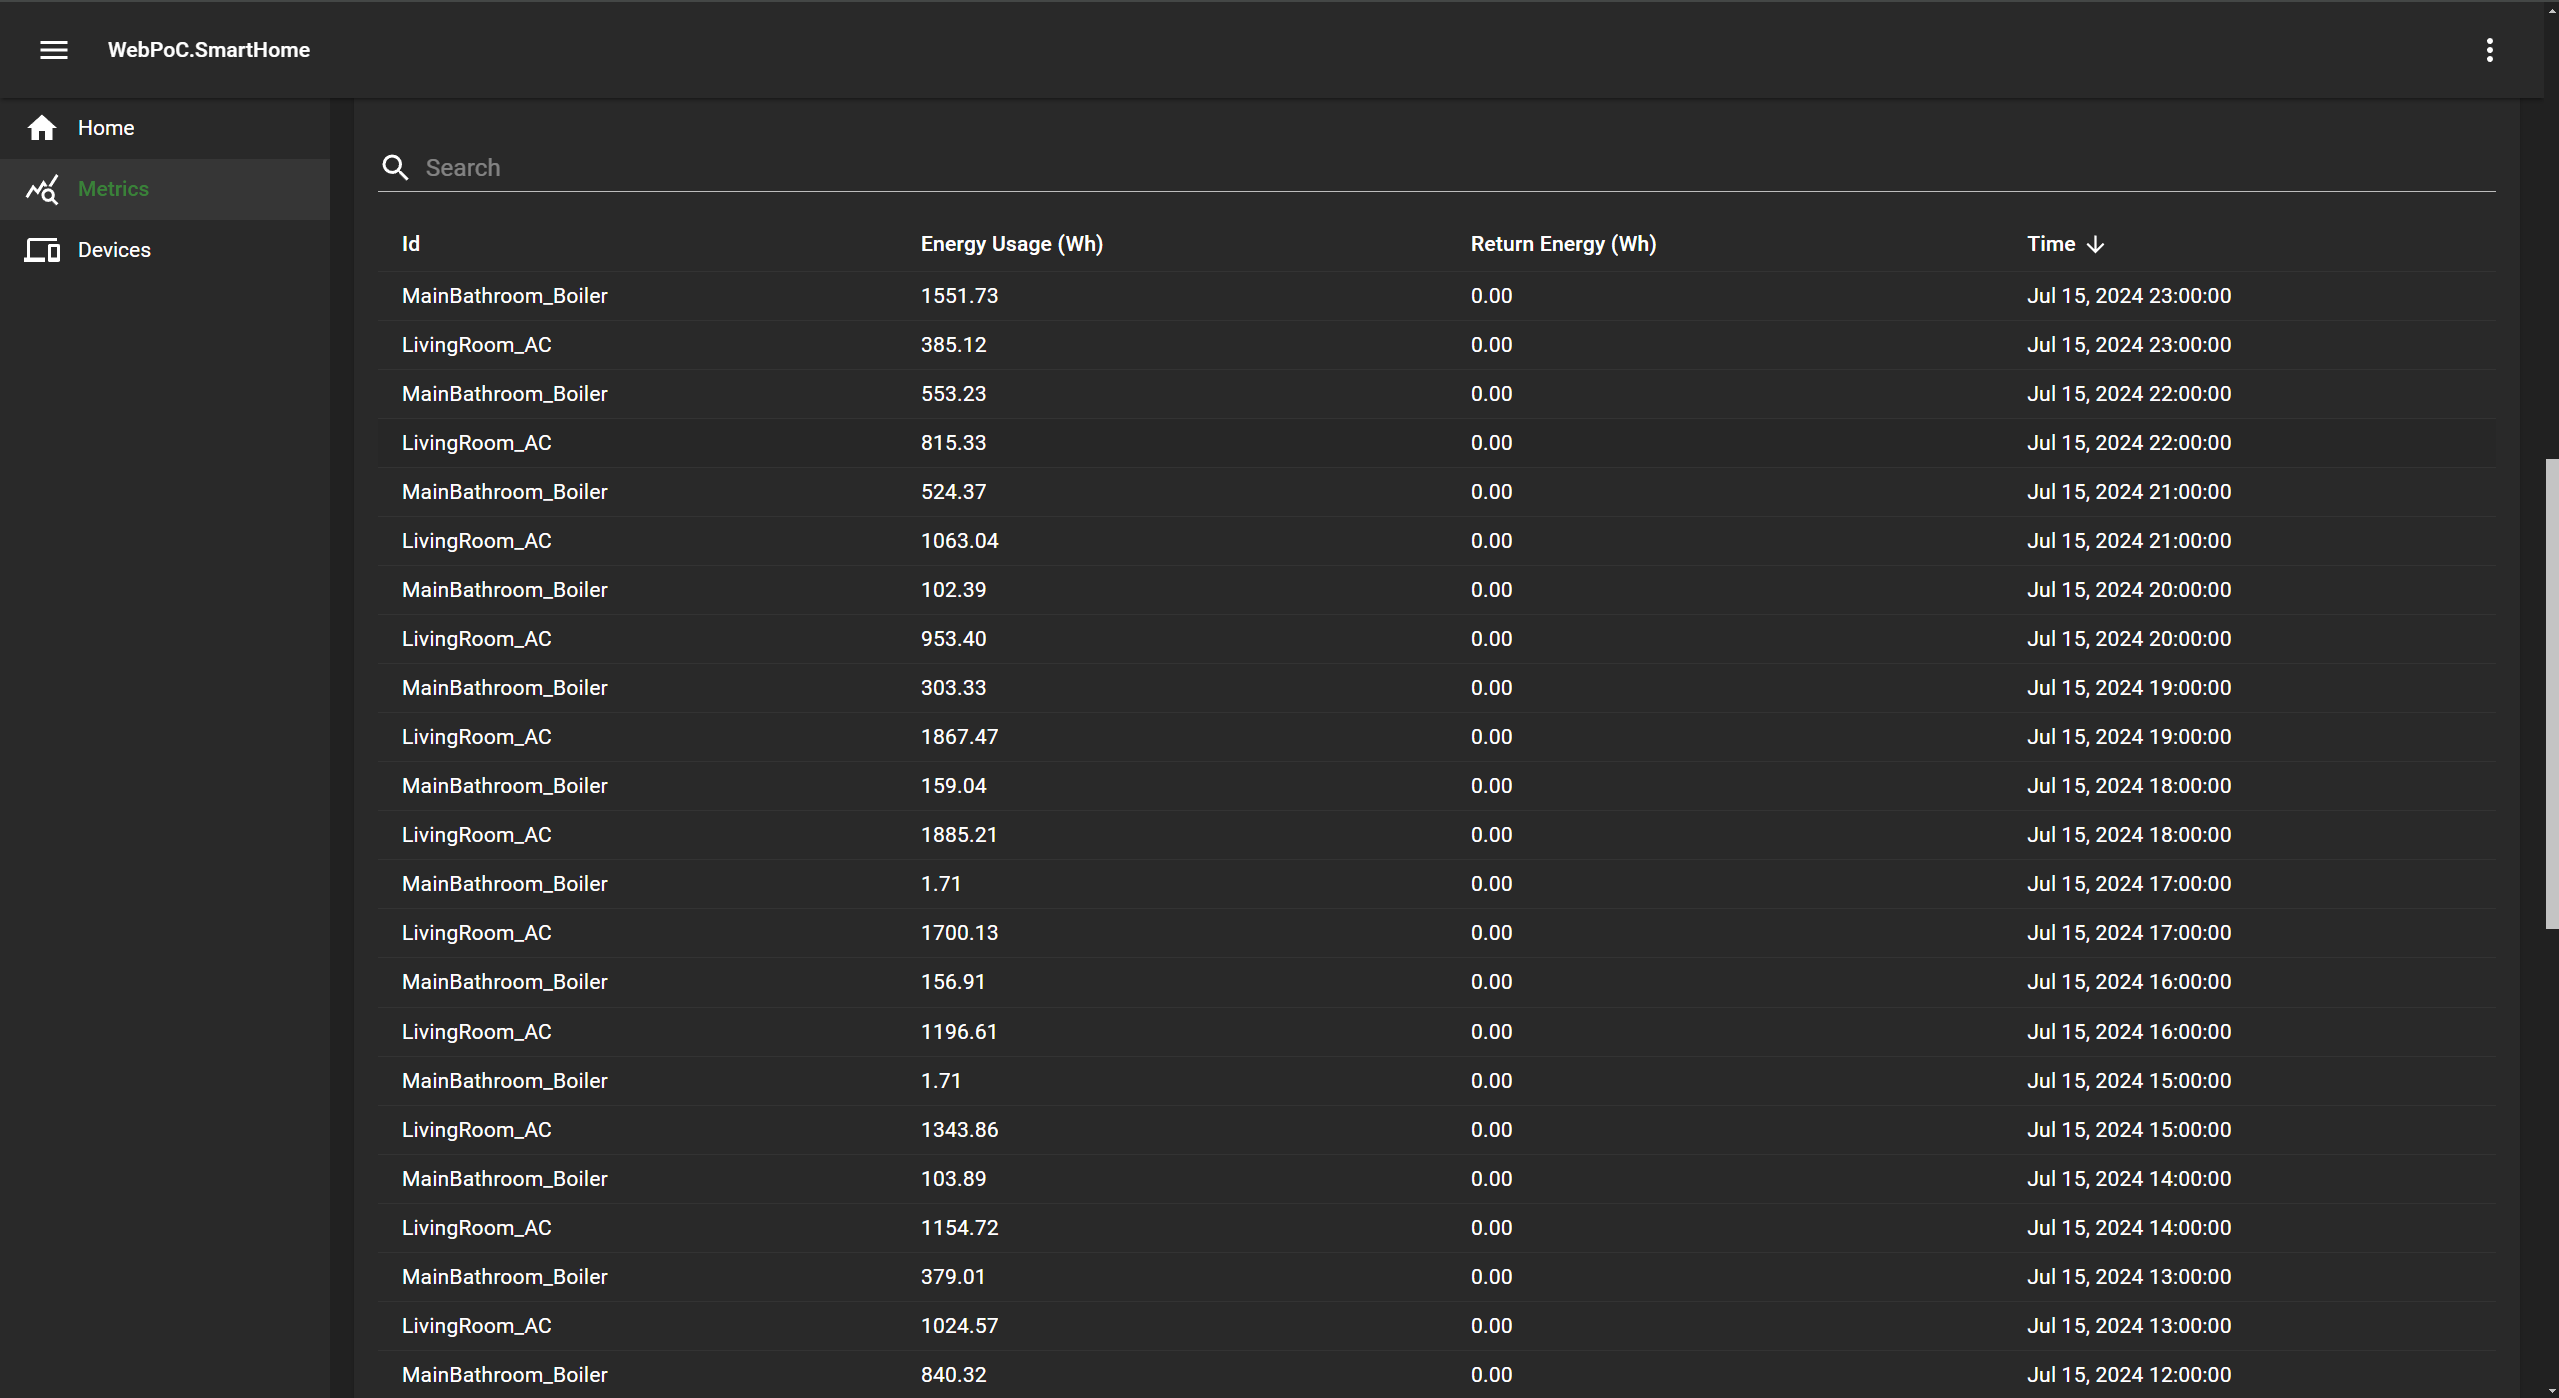 WebPoC.SmartHome
Home
Metrics
Devices
Search
Id Energy Usage (Wh) Return Energy (Wh) Time
MainBathroom_Boiler 1551.73 0.00 Jul 15, 2024 23:00:00
LivingRoom_AC 385.12 0.00 Jul 15, 2024 23:00:00
MainBathroom_Boiler 553.23 0.00 Jul 15, 2024 22:00:00
LivingRoom_AC 815.33 0.00 Jul 15, 2024 22:00:00
MainBathroom_Boiler 524.37 0.00 Jul 15, 2024 21:00:00
LivingRoom_AC 1063.04 0.00 Jul 15, 2024 21:00:00
MainBathroom_Boiler 102.39 0.00 Jul 15, 2024 20:00:00
LivingRoom_AC 953.40 0.00 Jul 15, 2024 20:00:00
MainBathroom_Boiler 303.33 0.00 Jul 15, 2024 19:00:00
LivingRoom_AC 1867.47 0.00 Jul 15, 2024 19:00:00
MainBathroom_Boiler 159.04 0.00 Jul 15, 2024 18:00:00
LivingRoom_AC 1885.21 0.00 Jul 15, 2024 18:00:00
MainBathroom_Boiler 1.71 0.00 Jul 15, 2024 17:00:00
LivingRoom_AC 1700.13 0.00 Jul 15, 2024 17:00:00
MainBathroom_Boiler 156.91 0.00 Jul 15, 2024 16:00:00
LivingRoom_AC 1196.61 0.00 Jul 15, 2024 16:00:00
MainBathroom_Boiler 1.71 0.00 Jul 15, 2024 15:00:00
LivingRoom_AC 1343.86 0.00 Jul 15, 2024 15:00:00
MainBathroom_Boiler 103.89 0.00 Jul 15, 2024 14:00:00
LivingRoom_AC 1154.72 0.00 Jul 15, 2024 14:00:00
MainBathroom_Boiler 379.01 0.00 Jul 15, 2024 13:00:00
LivingRoom_AC 1024.57 0.00 Jul 15, 2024 13:00:00
MainBathroom_Boiler 840.32 0.00 Jul 15, 2024 12:00:00